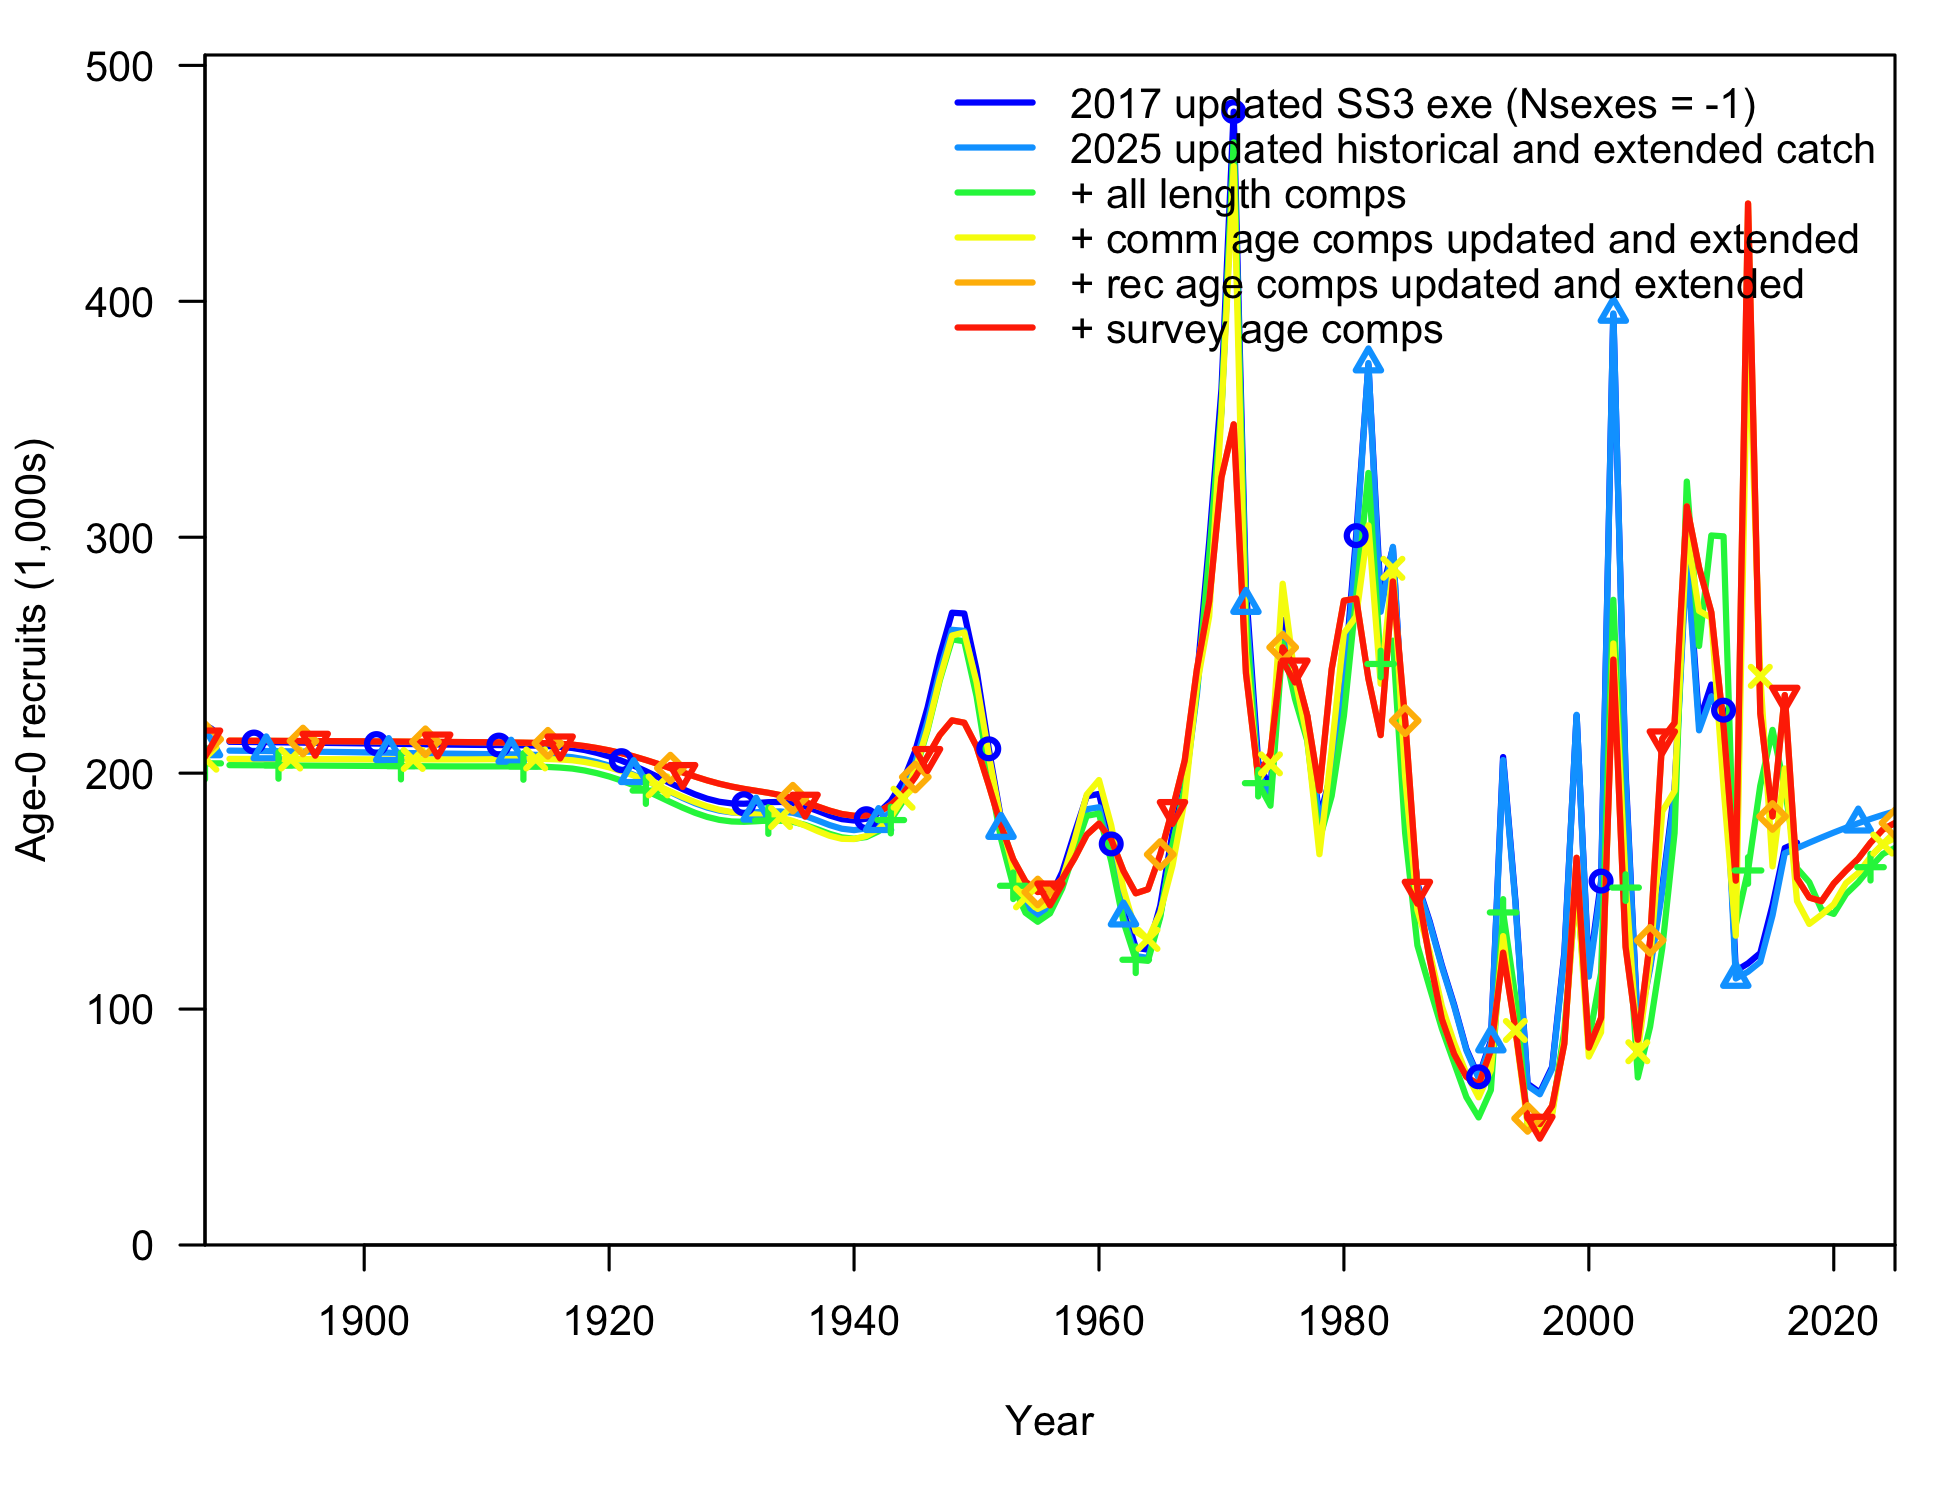 500
400
300
200
100
0
Age-0 recruits (1,000s)
2017 updated SS3 exe (Nsexes = -1)
2025 updated historical and extended catch
+ all length comps
+ comm age comps updated and extended
+ rec age comps updated and extended
+ survey age comps
1900 1920 1940 1960 1980 2000 2020
Year